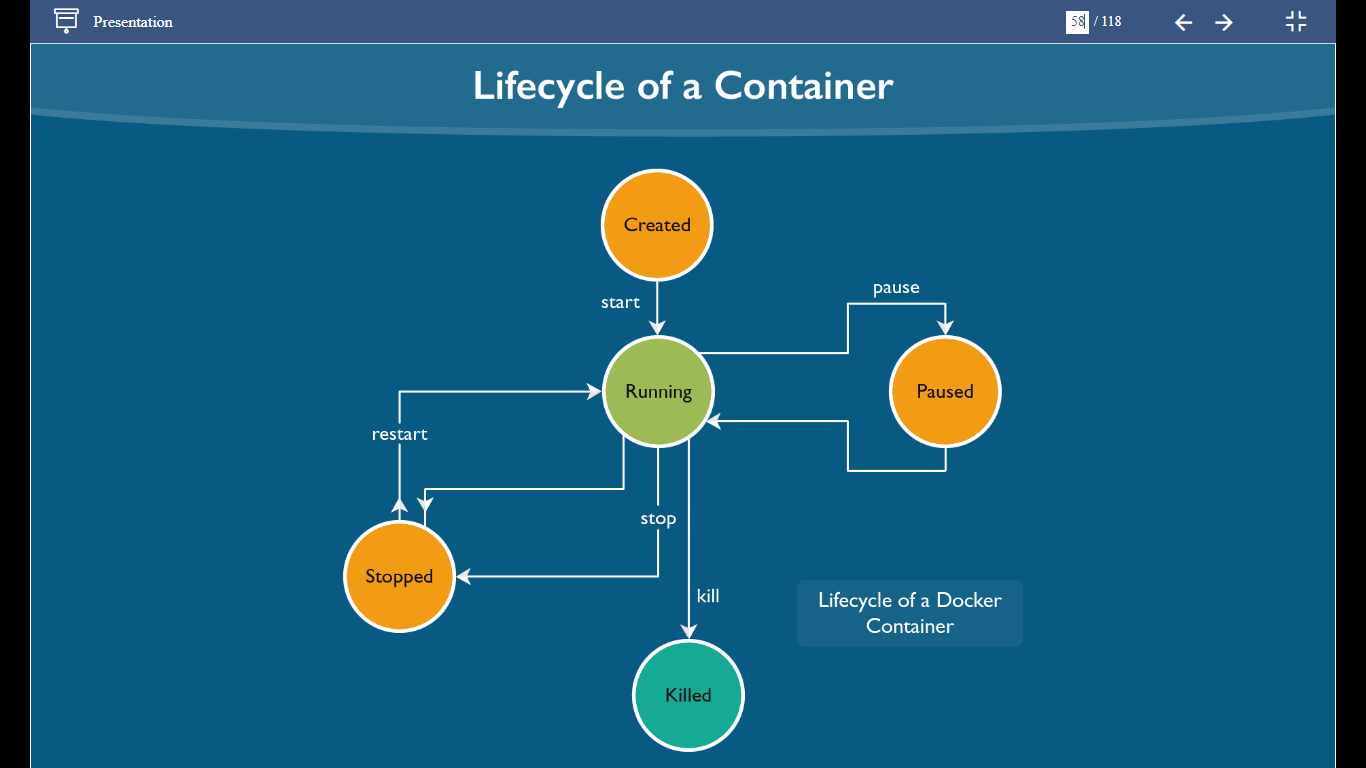 Presentation
58 / 118
Lifecycle of a Container
Created
start
pause
Running
Paused
restart
stop
Stopped
kill
Lifecycle of a Docker
Container
Killed